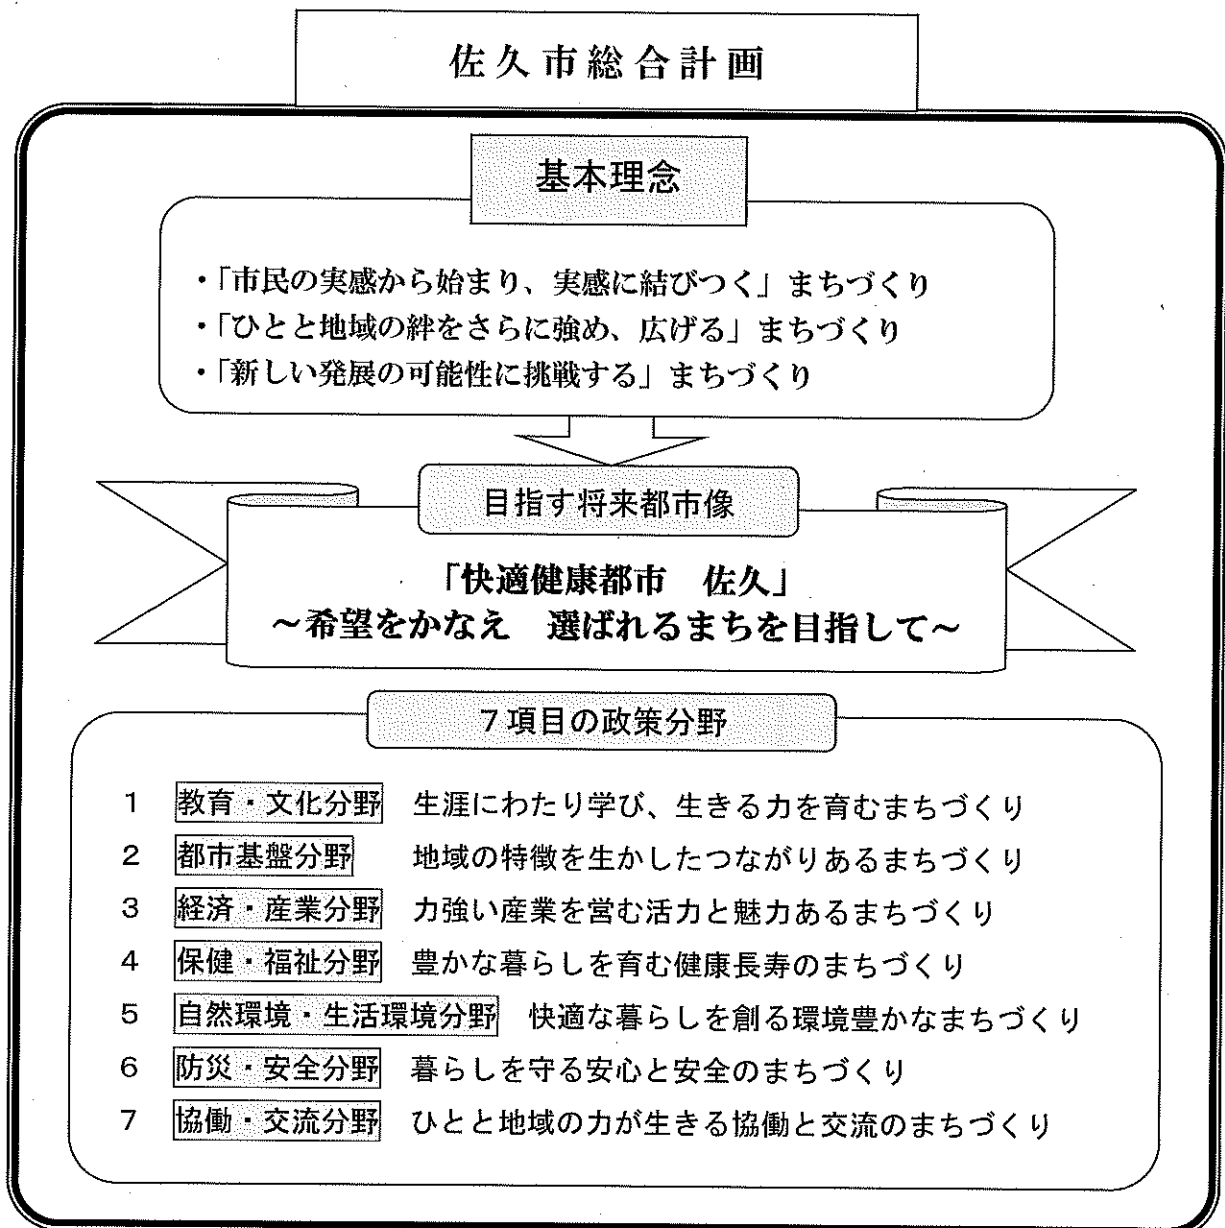 佐久市総合計画
基本理念
・「市民の実感から始まり、実感に結びつく」まちづくり
・「ひとと地域の絆をさらに強め、広げる」まちづくり
・「新しい発展の可能性に挑戦する」まちづくり
目指す将来都市像
「快適健康都市　佐久」
～希望をかなえ　選ばれるまちを目指して～
７項目の政策分野
1 教育・文化分野 生涯にわたり学び、生きる力を育むまちづくり
2 都市基盤分野 地域の特徴を生かしたつながりあるまちづくり
3 経済・産業分野 力強い産業を営む活力と魅力あるまちづくり
4 保健・福祉分野 豊かな暮らしを育む健康長寿のまちづくり
5 自然環境・生活環境分野 快適な暮らしを創る環境豊かなまちづくり
6 防災・安全分野 暮らしを守る安心と安全のまちづくり
7 協働・交流分野 ひとと地域の力が生きる協働と交流のまちづくり